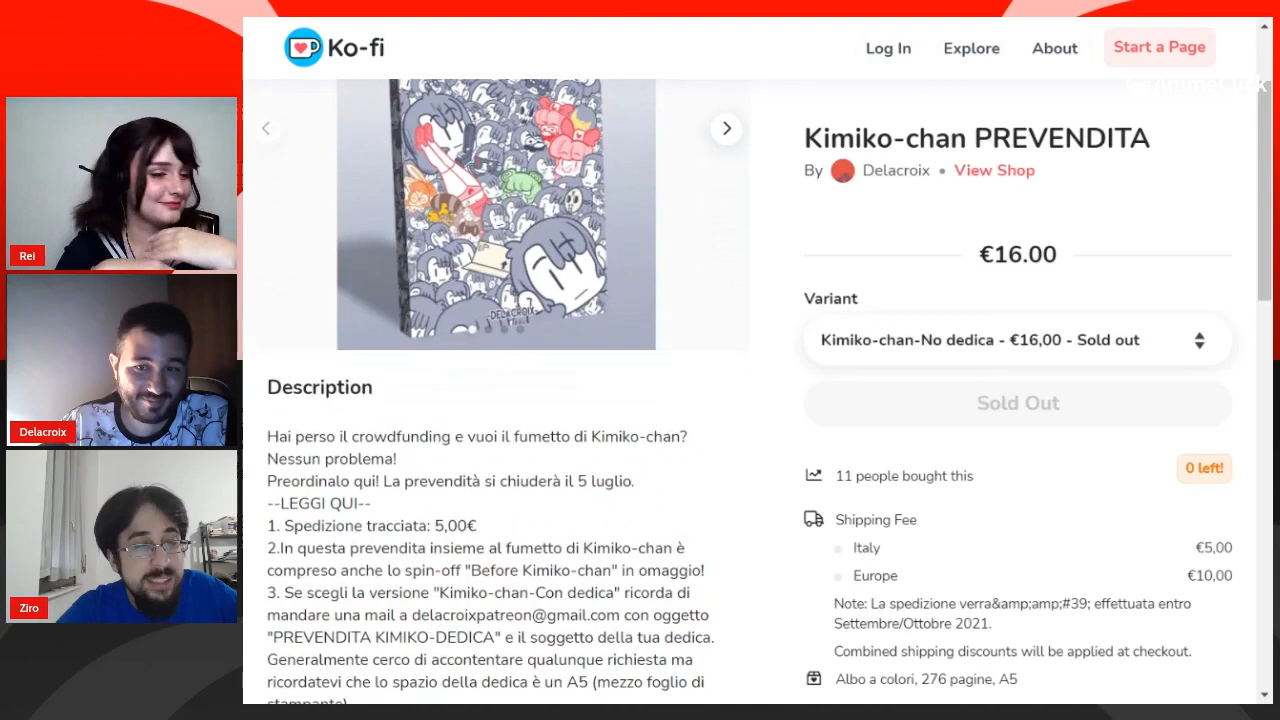 Ko-fi
Log In
Explore
About
Start a Page
AnimeClick
Kimiko-chan PREVENDITA
By Delacroix • View Shop
€16.00
Variant
Kimiko-chan-No dedica - €16,00 - Sold out
Sold Out
11 people bought this
0 left!
Shipping Fee
Italy €5,00
Europe €10,00
Note: La spedizione verra&amp;amp;#39; effettuata entro
Settembre/Ottobre 2021.
Combined shipping discounts will be applied at checkout.
Albo a colori, 276 pagine, A5
DELACROIX
Description
Hai perso il crowdfunding e vuoi il fumetto di Kimiko-chan?
Nessun problema!
Preordinalo qui! La prevendità si chiuderà il 5 luglio.
--LEGGI QUI--
1. Spedizione tracciata: 5,00€
2.In questa prevendita insieme al fumetto di Kimiko-chan è
compreso anche lo spin-off "Before Kimiko-chan" in omaggio!
3. Se scegli la versione "Kimiko-chan-Con dedica" ricorda di
mandare una mail a delacroixpatreon@gmail.com con oggetto
"PREVENDITA KIMIKO-DEDICA" e il soggetto della tua dedica.
Generalmente cerco di accontentare qualunque richiesta ma
ricordatevi che lo spazio della dedica è un A5 (mezzo foglio di
stampante)
Rei
Delacroix
Ziro